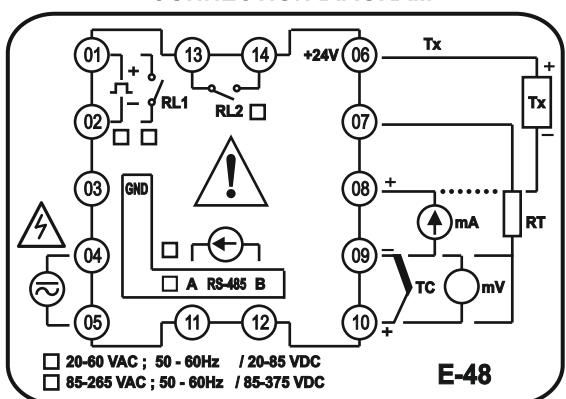 01
13
14
+24V
06
Tx
+
RL1
RL2
Tx
−
02
07
03
GND
08
+
mA
RT
04
09
−
TC
mV
A RS-485 B
05
11
12
10
+
20-60 VAC ; 50 - 60Hz / 20-85 VDC
85-265 VAC ; 50 - 60Hz / 85-375 VDC
E-48